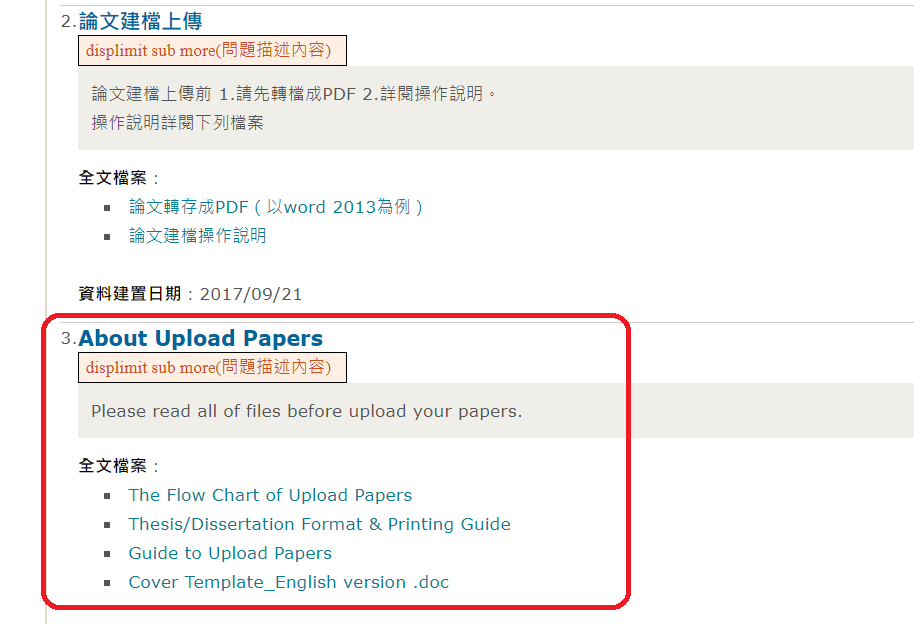 2.論文建檔上傳
displimit sub more(問題描述內容)
論文建檔上傳前 1.請先轉檔成PDF 2.詳閱操作說明。
操作說明詳閱下列檔案
全文檔案：
論文轉存成PDF（以word 2013為例）
論文建檔操作說明
資料建置日期：2017/09/21
3.About Upload Papers
displimit sub more(問題描述內容)
Please read all of files before upload your papers.
全文檔案：
The Flow Chart of Upload Papers
Thesis/Dissertation Format & Printing Guide
Guide to Upload Papers
Cover Template_English version .doc